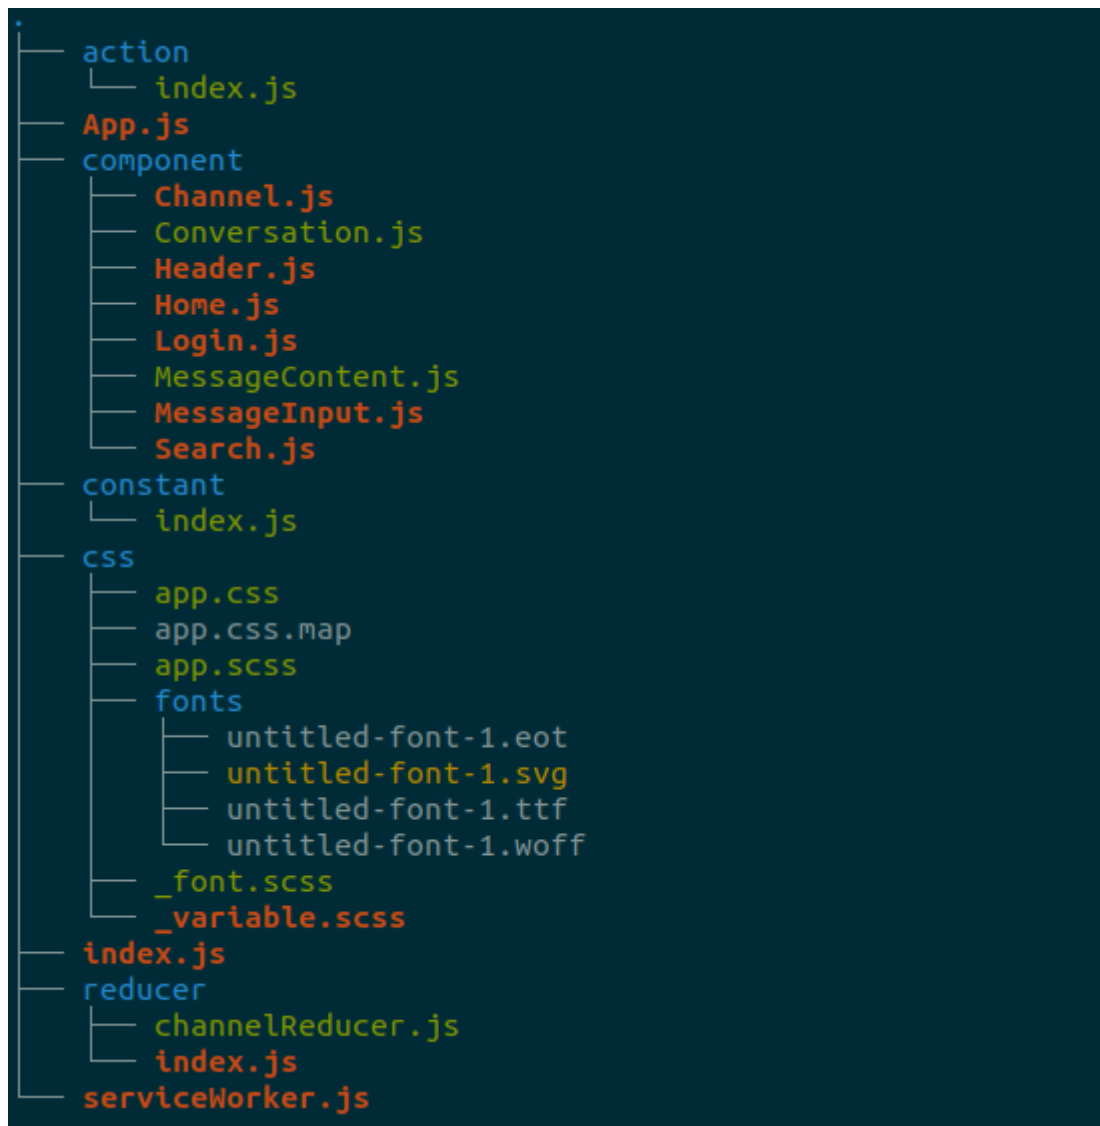 .
├── action
│   └── index.js
├── App.js
├── component
│   ├── Channel.js
│   ├── Conversation.js
│   ├── Header.js
│   ├── Home.js
│   ├── Login.js
│   ├── MessageContent.js
│   ├── MessageInput.js
│   └── Search.js
├── constant
│   └── index.js
├── css
│   ├── app.css
│   ├── app.css.map
│   ├── app.scss
│   ├── fonts
│   │   ├── untitled-font-1.eot
│   │   ├── untitled-font-1.svg
│   │   ├── untitled-font-1.ttf
│   │   └── untitled-font-1.woff
│   ├── _font.scss
│   └── _variable.scss
├── index.js
├── reducer
│   ├── channelReducer.js
│   └── index.js
└── serviceWorker.js